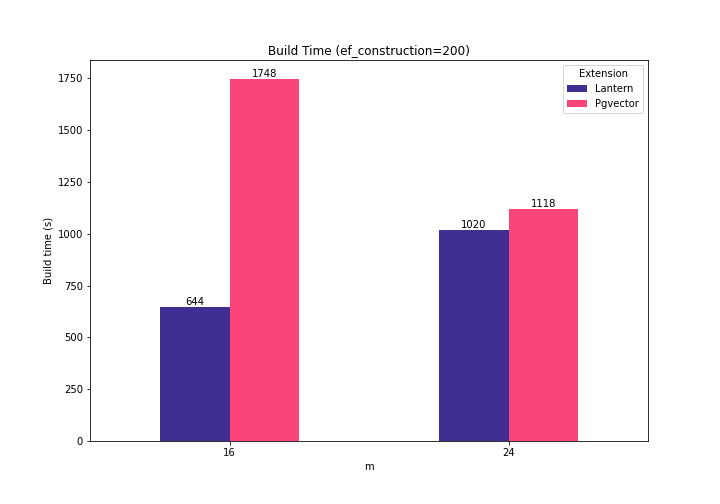 Build Time (ef_construction=200)
Extension
Lantern
Pgvector
1748
1118
1020
644
Build time (s)
1750
1500
1250
1000
750
500
250
0
16
24
m